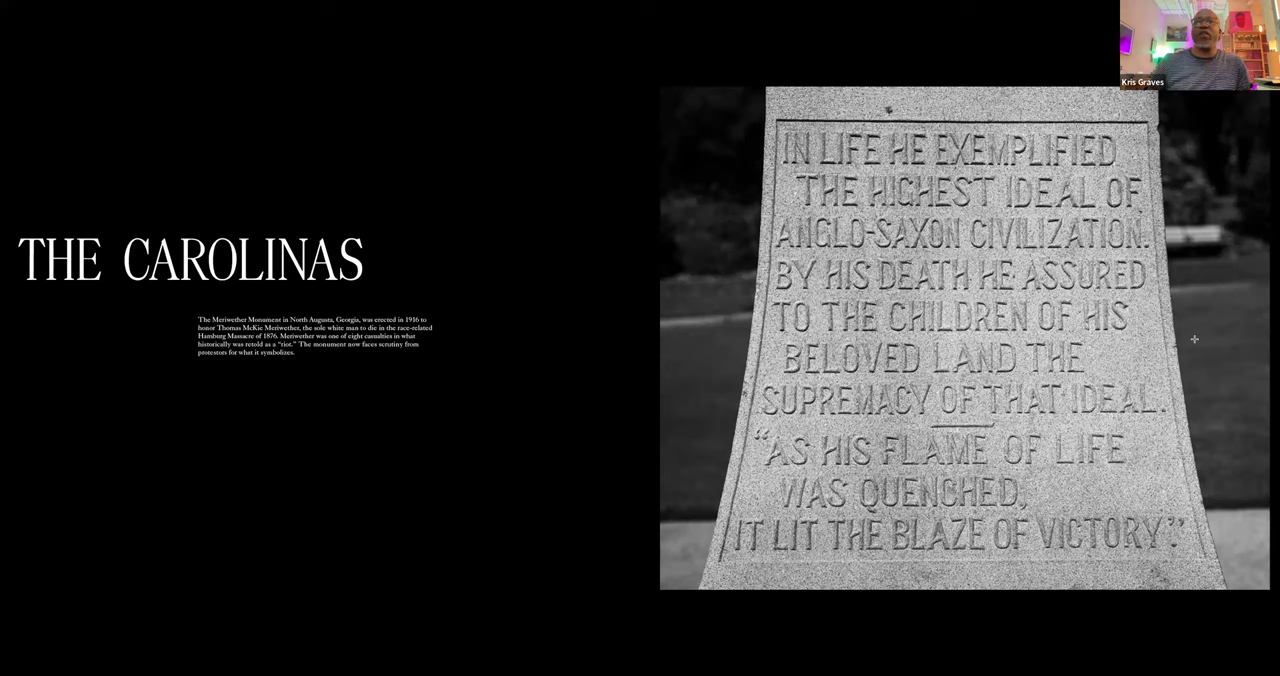 Kris Graves
THE CAROLINAS
The Meriwether Monument in North Augusta, Georgia, was erected in 1916 to
honor Thomas McKie Meriwether, the sole white man to die in the race-related
Hamburg Massacre of 1876. Meriwether was one of eight casualties in what
historically was retold as a “riot.” The monument now faces scrutiny from
protestors for what it symbolizes.
IN LIFE HE EXEMPLIFIED
THE HIGHEST IDEAL OF
ANGLO-SAXON CIVILIZATION.
BY HIS DEATH HE ASSURED
TO THE CHILDREN OF HIS
BELOVED LAND THE
SUPREMACY OF THAT IDEAL.
“AS HIS FLAME OF LIFE
WAS QUENCHED,
IT LIT THE BLAZE OF VICTORY.”